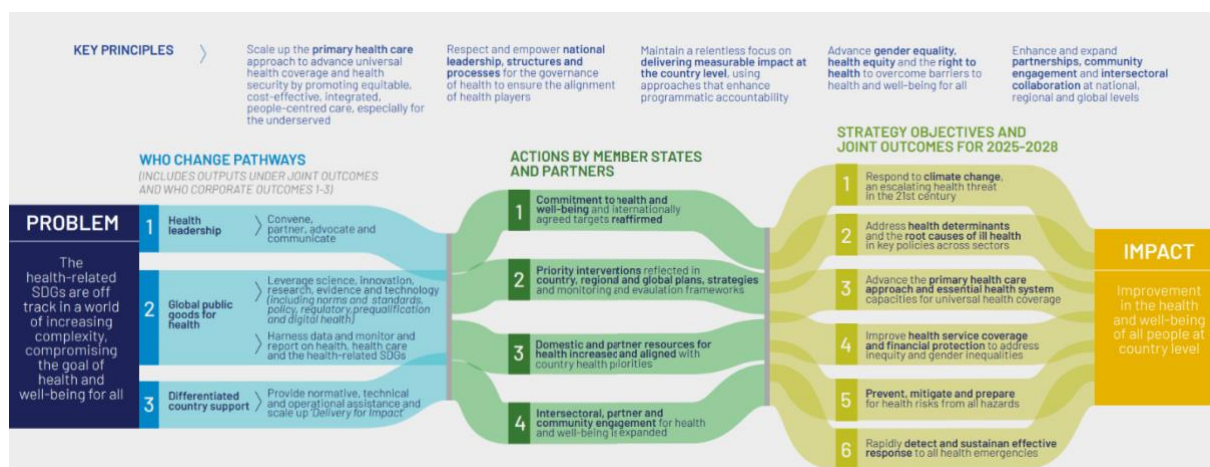 KEY PRINCIPLES
Scale up the primary health care
approach to advance universal
health coverage and health
security by promoting equitable,
cost-effective, integrated,
people-centred care, especially for
the underserved
Respect and empower national
leadership, structures and
processes for the governance
of health to ensure the alignment
of health players
Maintain a relentless focus on
delivering measurable impact at
the country level, using
approaches that enhance
programmatic accountability
Advance gender equality,
health equity and the right to
health to overcome barriers to
health and well-being for all
Enhance and expand
partnerships, community
engagement and intersectoral
collaboration at national,
regional and global levels
PROBLEM
The
health-related
SDGs are off
track in a world
of increasing
complexity,
compromising
the goal of
health and
well-being for all
WHO CHANGE PATHWAYS
(INCLUDES OUTPUTS UNDER JOINT OUTCOMES
AND WHO CORPORATE OUTCOMES 1-3)
1
Health
leadership
Convene,
partner, advocate and
communicate
2
Global public
goods for
health
Leverage science, innovation,
research, evidence and technology
(including norms and standards,
policy, regulatory, prequalification
and digital health)
Harness data and monitor and
report on health, health care
and the health-related SDGs
3
Differentiated
country support
Provide normative, technical
and operational assistance and
scale up 'Delivery for Impact'
ACTIONS BY MEMBER STATES
AND PARTNERS
1
Commitment to health and
well-being and internationally
agreed targets reaffirmed
2
Priority interventions reflected in
country, regional and global plans, strategies
and monitoring and evaulation frameworks
3
Domestic and partner resources for
health increased and aligned with
country health priorities
4
Intersectoral, partner and
community engagement for health
and well-being is expanded
STRATEGY OBJECTIVES AND
JOINT OUTCOMES FOR 2025-2028
1
Respond to climate change,
an escalating health threat
in the 21st century
2
Address health determinants
and the root causes of ill health
in key policies across sectors
3
Advance the primary health care
approach and essential health system
capacities for universal health coverage
4
Improve health service coverage
and financial protection to address
inequity and gender inequalities
5
Prevent, mitigate and prepare
for health risks from all hazards
6
Rapidly detect and sustain an effective
response to all health emergencies
IMPACT
Improvement
in the health
and well-being
of all people at
country level